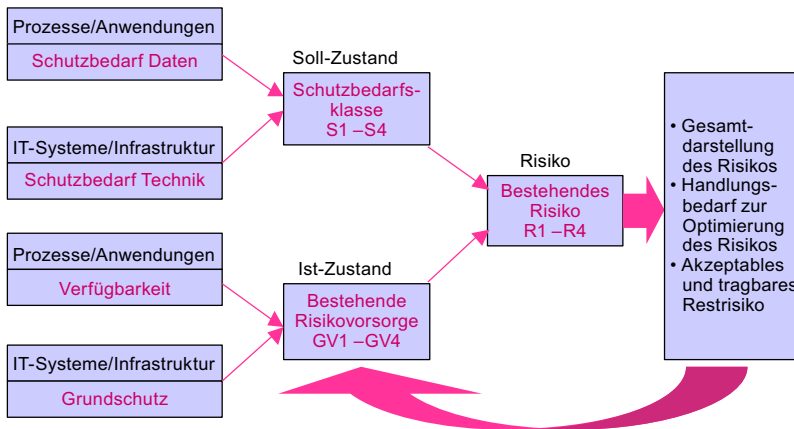 Prozesse/Anwendungen
Schutzbedarf Daten
IT-Systeme/Infrastruktur
Schutzbedarf Technik
Prozesse/Anwendungen
Verfügbarkeit
IT-Systeme/Infrastruktur
Grundschutz
Soll-Zustand
Schutzbedarfs-
klasse
S1 –S4
Ist-Zustand
Bestehende
Risikovorsorge
GV1 –GV4
Risiko
Bestehendes
Risiko
R1 –R4
• Gesamt-
darstellung
des Risikos
• Handlungs-
bedarf zur
Optimierung
des Risikos
• Akzeptables
und tragbares
Restrisiko